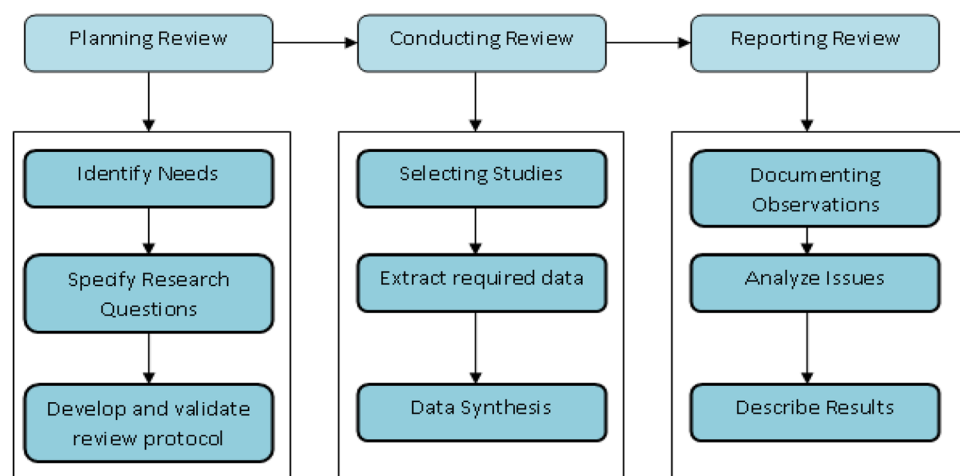 Planning Review
Conducting Review
Reporting Review
Identify Needs
Specify Research
Questions
Develop and validate
review protocol
Selecting Studies
Extract required data
Data Synthesis
Documenting
Observations
Analyze Issues
Describe Results